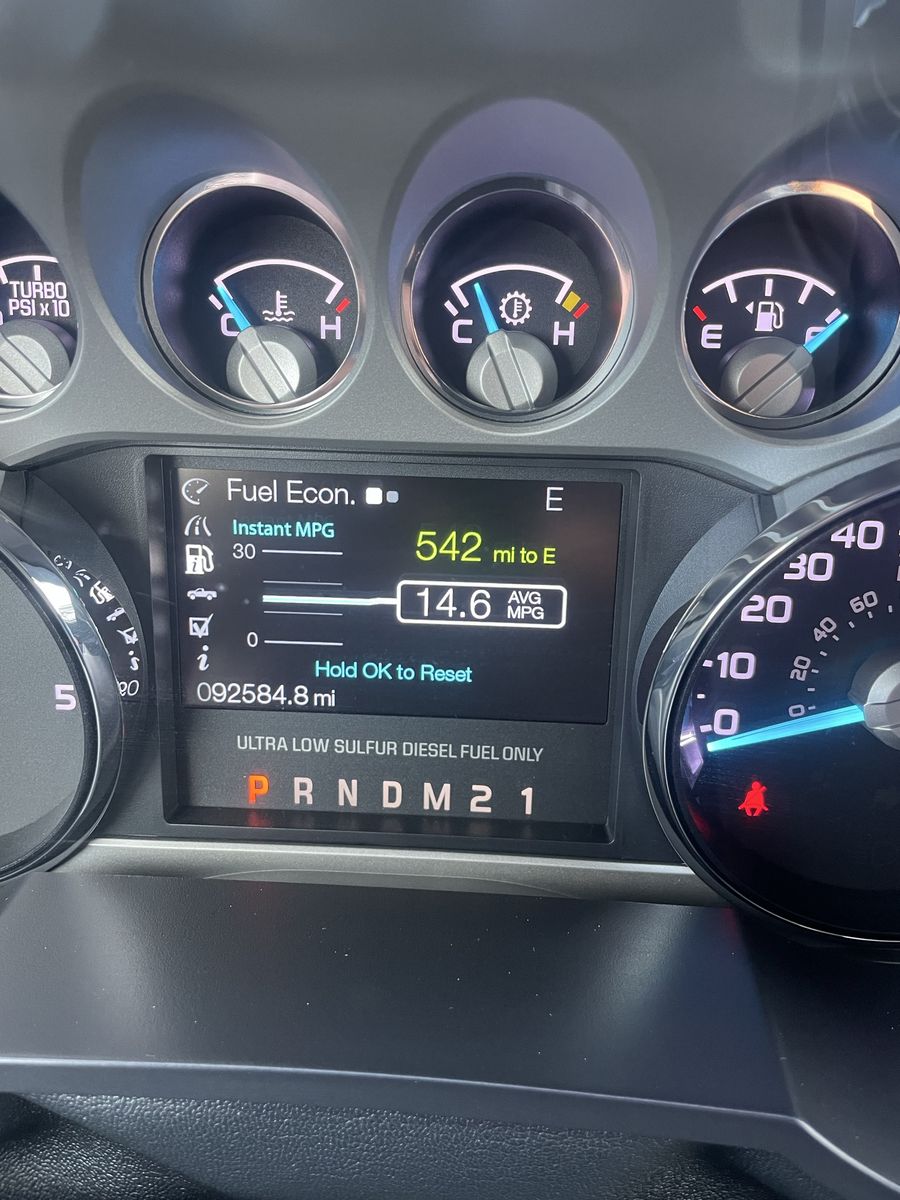 TURBO
PSI x 10
C H
C H
E F
Fuel Econ. E
Instant MPG
30
542 mi to E
14.6 AVG MPG
0
Hold OK to Reset
092584.8 mi
ULTRA LOW SULFUR DIESEL FUEL ONLY
P R N D M 2 1
5
40
30
20
10
0
60
40
20
0